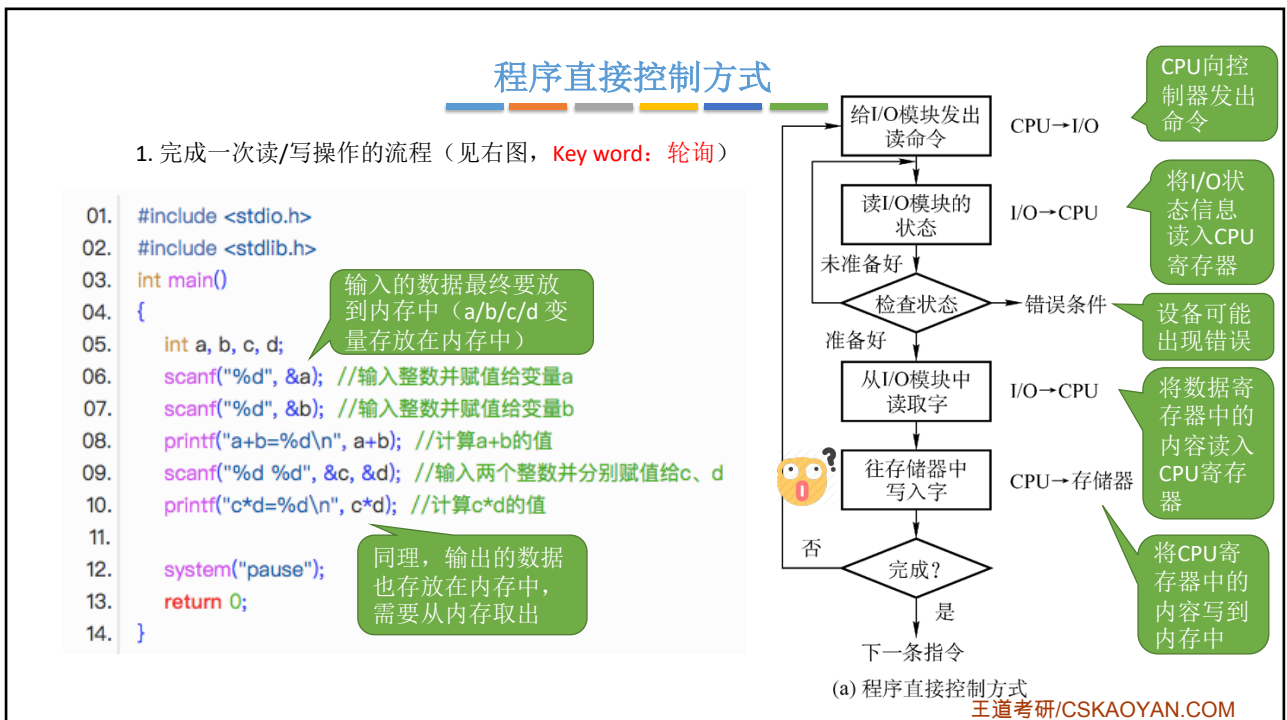 程序直接控制方式
1. 完成一次读/写操作的流程（见右图，Key word：轮询）
01. #include <stdio.h>
02. #include <stdlib.h>
03. int main()
04. {
05. int a, b, c, d;
06. scanf("%d", &a); //输入整数并赋值给变量a
07. scanf("%d", &b); //输入整数并赋值给变量b
08. printf("a+b=%d\n", a+b); //计算a+b的值
09. scanf("%d %d", &c, &d); //输入两个整数并分别赋值给c、d
10. printf("c*d=%d\n", c*d); //计算c*d的值
11.
12. system("pause");
13. return 0;
14. }
输入的数据最终要放
到内存中（a/b/c/d 变
量存放在内存中）
同理，输出的数据
也存放在内存中，
需要从内存取出
给I/O模块发出
读命令
CPU→I/O
CPU向控
制器发出
命令
读I/O模块的
状态
I/O→CPU
将I/O状
态信息
读入CPU
寄存器
未准备好
检查状态
错误条件
设备可能
出现错误
准备好
从I/O模块中
读取字
I/O→CPU
将数据寄
存器中的
内容读入
CPU寄存
器
往存储器中
写入字
CPU→存储器
将CPU寄
存器中的
内容写到
内存中
否
完成？
是
下一条指令
(a) 程序直接控制方式
王道考研/CSKAOYAN.COM